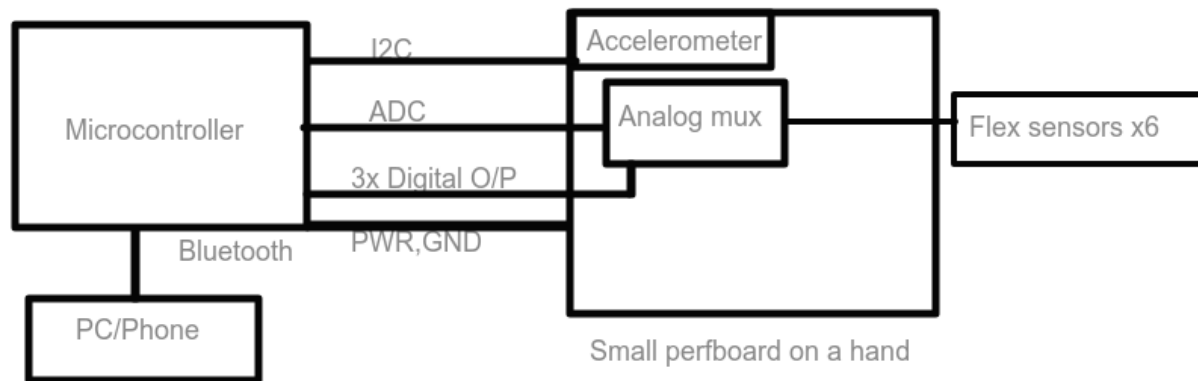 Accelerometer
I2C
ADC
Analog mux
Flex sensors x6
Microcontroller
3x Digital O/P
PWR,GND
Bluetooth
PC/Phone
Small perfboard on a hand